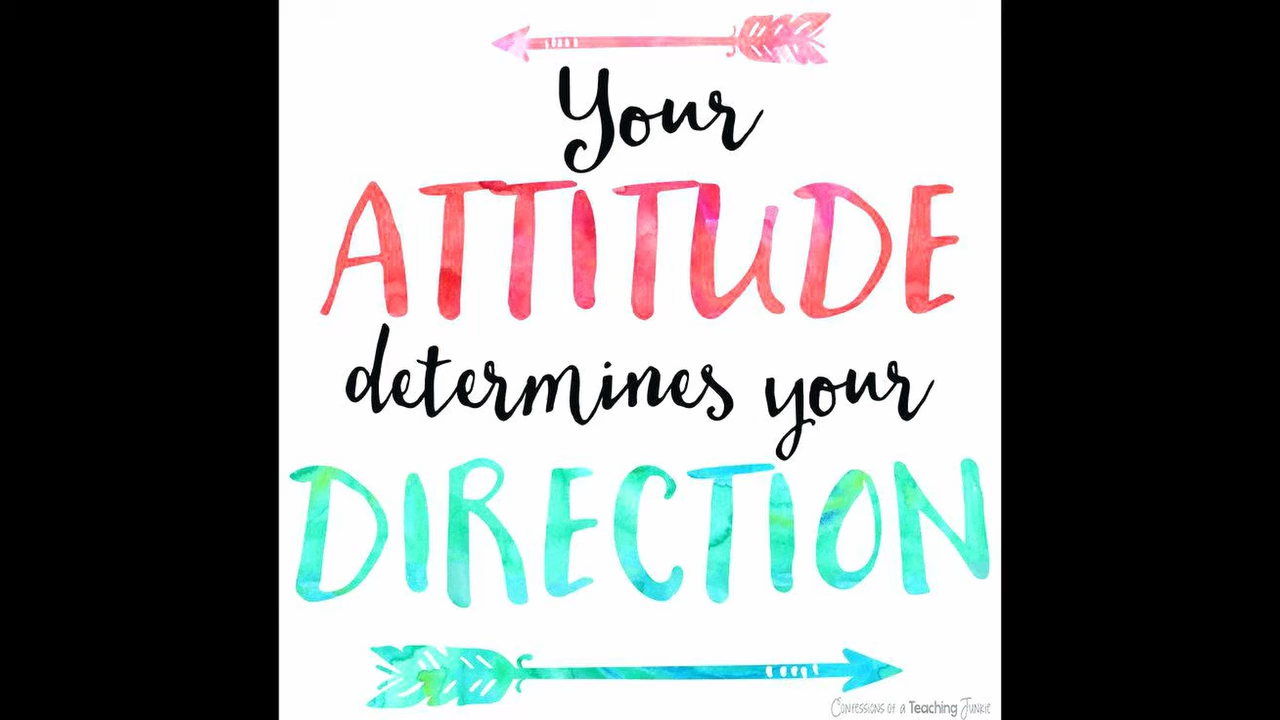 Your
ATTITUDE
determines your
DIRECTION
Confessions of a Teaching Junkie